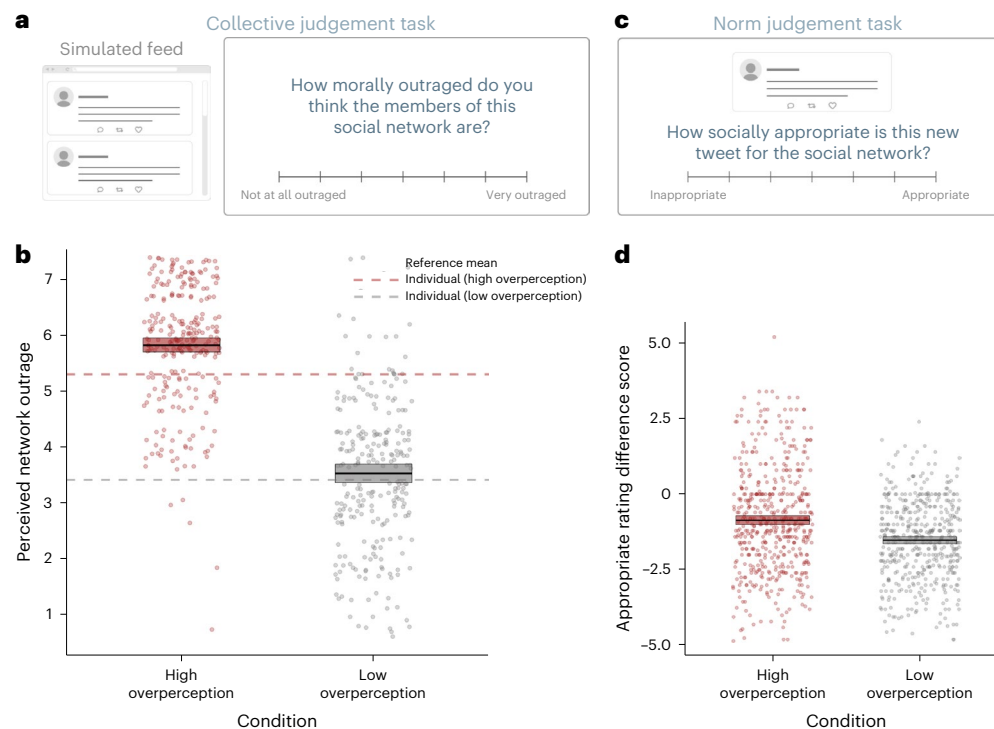 a
Collective judgement task
Simulated feed
How morally outraged do you
think the members of this
social network are?
Not at all outraged
Very outraged
c
Norm judgement task
How socially appropriate is this new
tweet for the social network?
Inappropriate
Appropriate
b
Reference mean
Individual (high overperception)
Individual (low overperception)
Perceived network outrage
7
6
5
4
3
2
1
High
overperception
Low
overperception
Condition
d
Appropriate rating difference score
5.0
2.5
0
–2.5
–5.0
High
overperception
Low
overperception
Condition